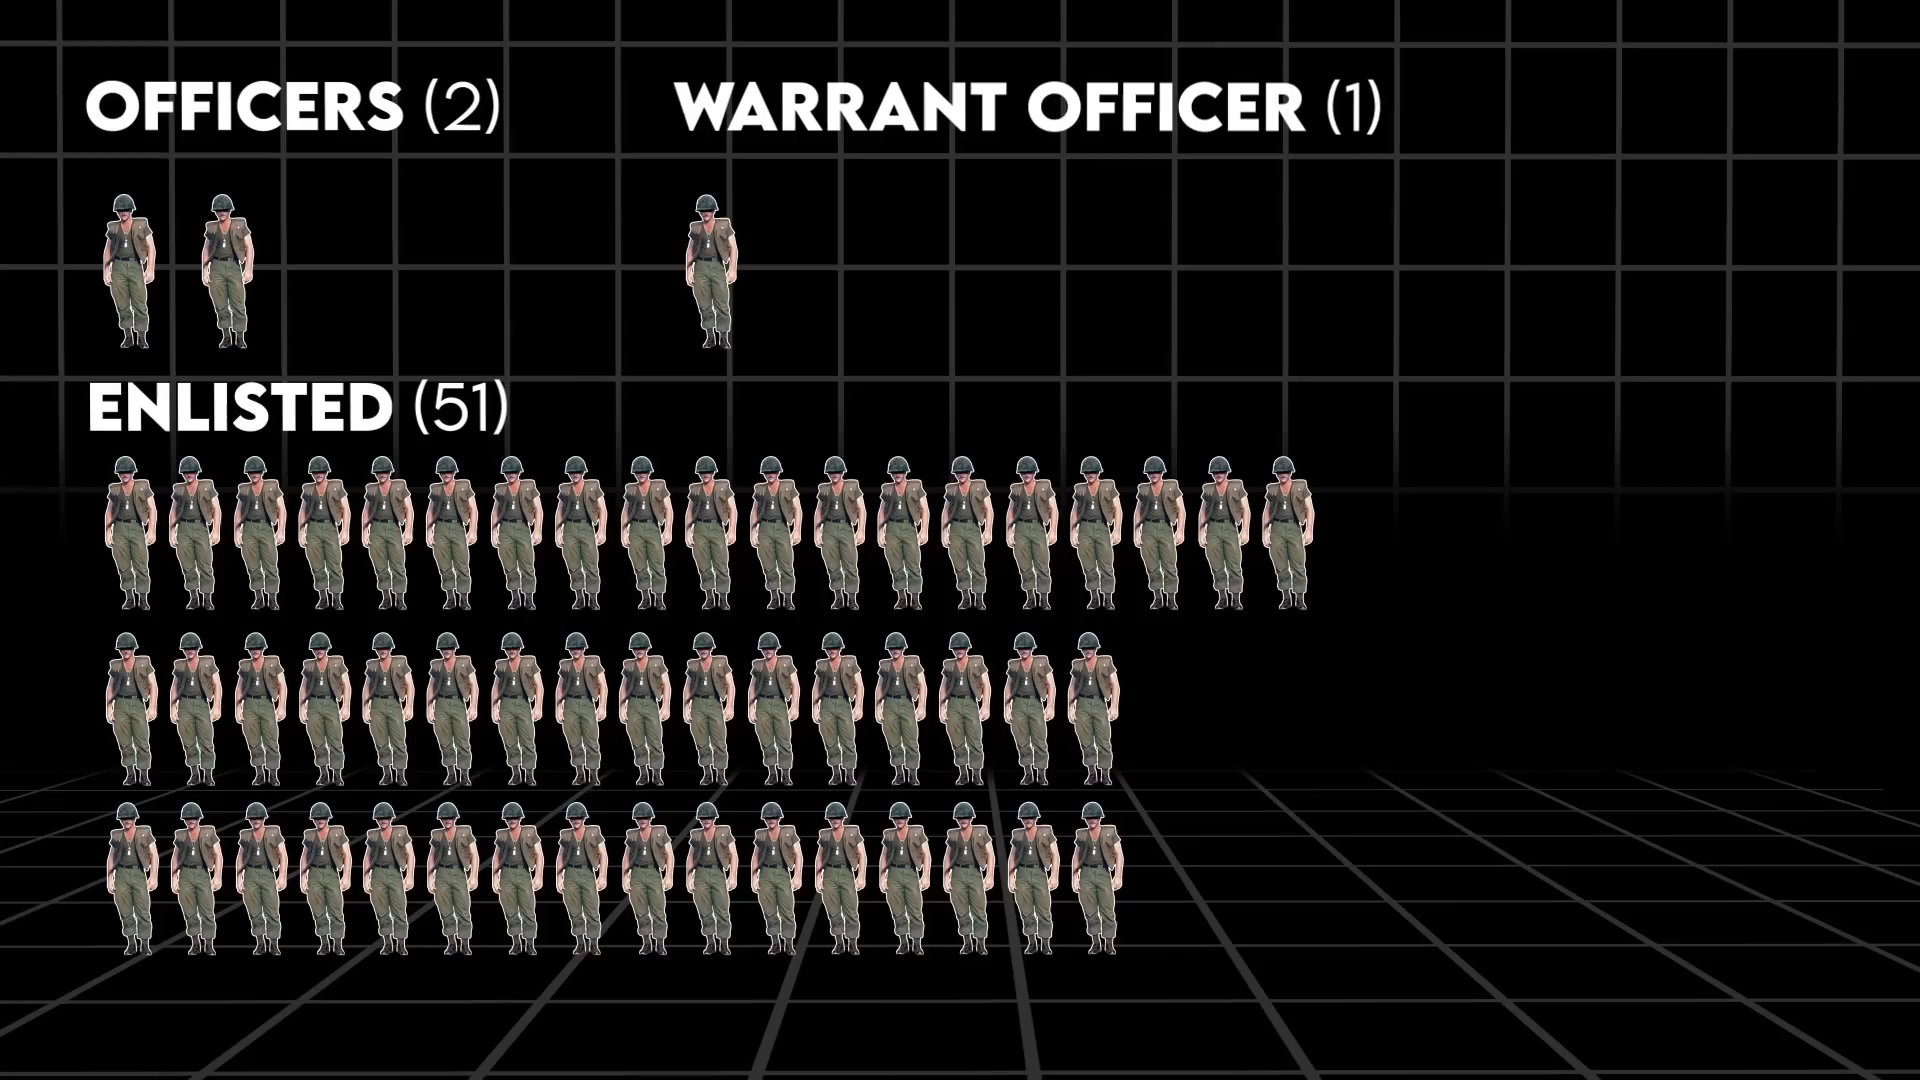 OFFICERS (2)
WARRANT OFFICER (1)
ENLISTED (51)